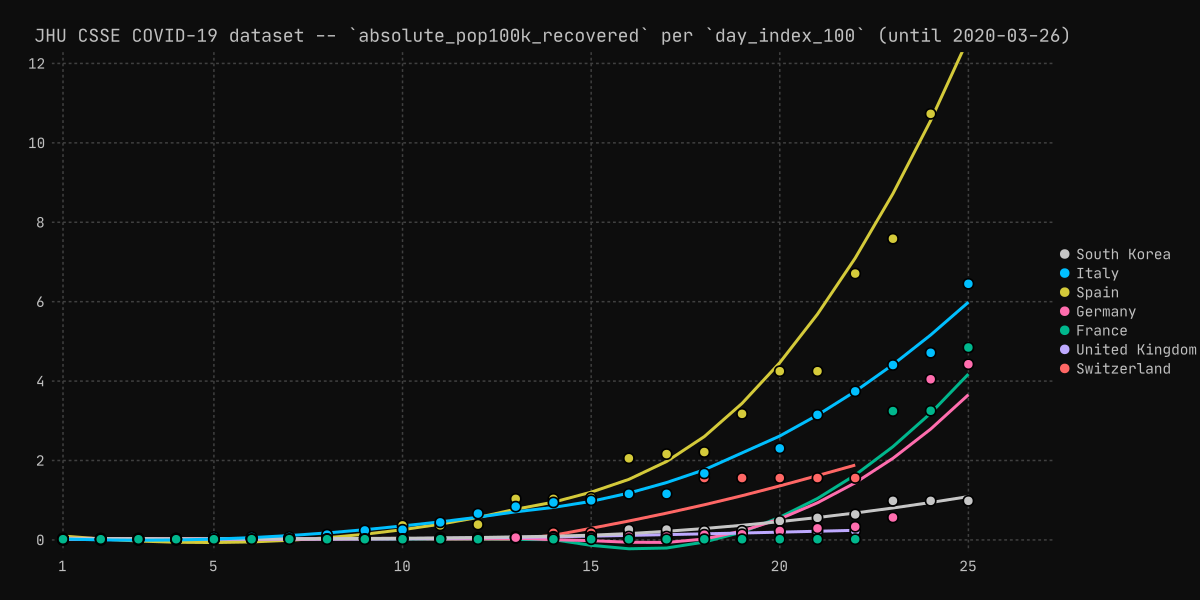 JHU CSSE COVID-19 dataset -- `absolute_pop100k_recovered` per `day_index_100` (until 2020-03-26)
12
10
8
6
4
2
0
1 5 10 15 20 25
South Korea
Italy
Spain
Germany
France
United Kingdom
Switzerland